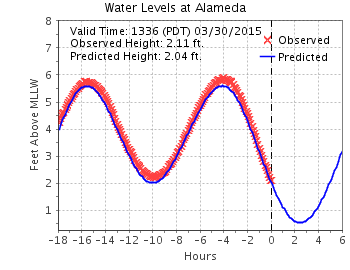 Water Levels at Alameda
Valid Time: 1336 (PDT) 03/30/2015
Observed Height: 2.11 ft.
Predicted Height: 2.04 ft.
Observed
Predicted
Feet Above MLLW
8
7
6
5
4
3
2
1
-18 -16 -14 -12 -10 -8 -6 -4 -2 0 2 4 6
Hours